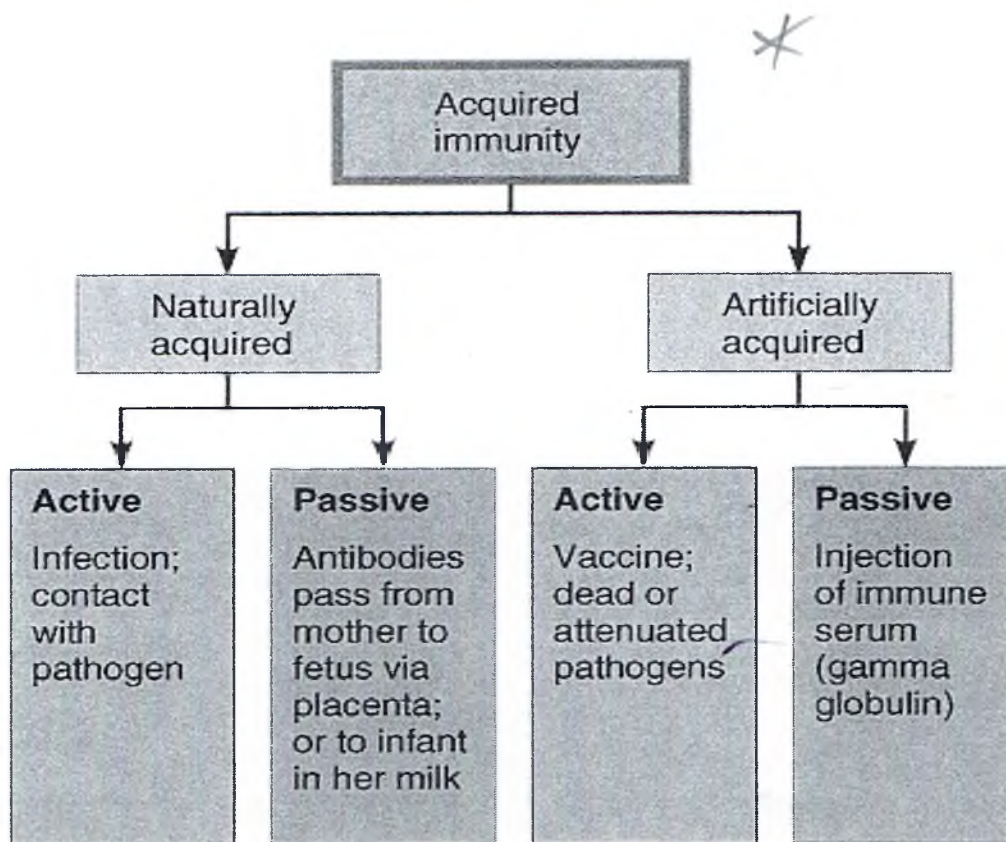 Acquired
immunity
Naturally
acquired
Artificially
acquired
Active
Infection;
contact
with
pathogen
Passive
Antibodies
pass from
mother to
fetus via
placenta;
or to infant
in her milk
Active
Vaccine;
dead or
attenuated
pathogens
Passive
Injection
of immune
serum
(gamma
globulin)